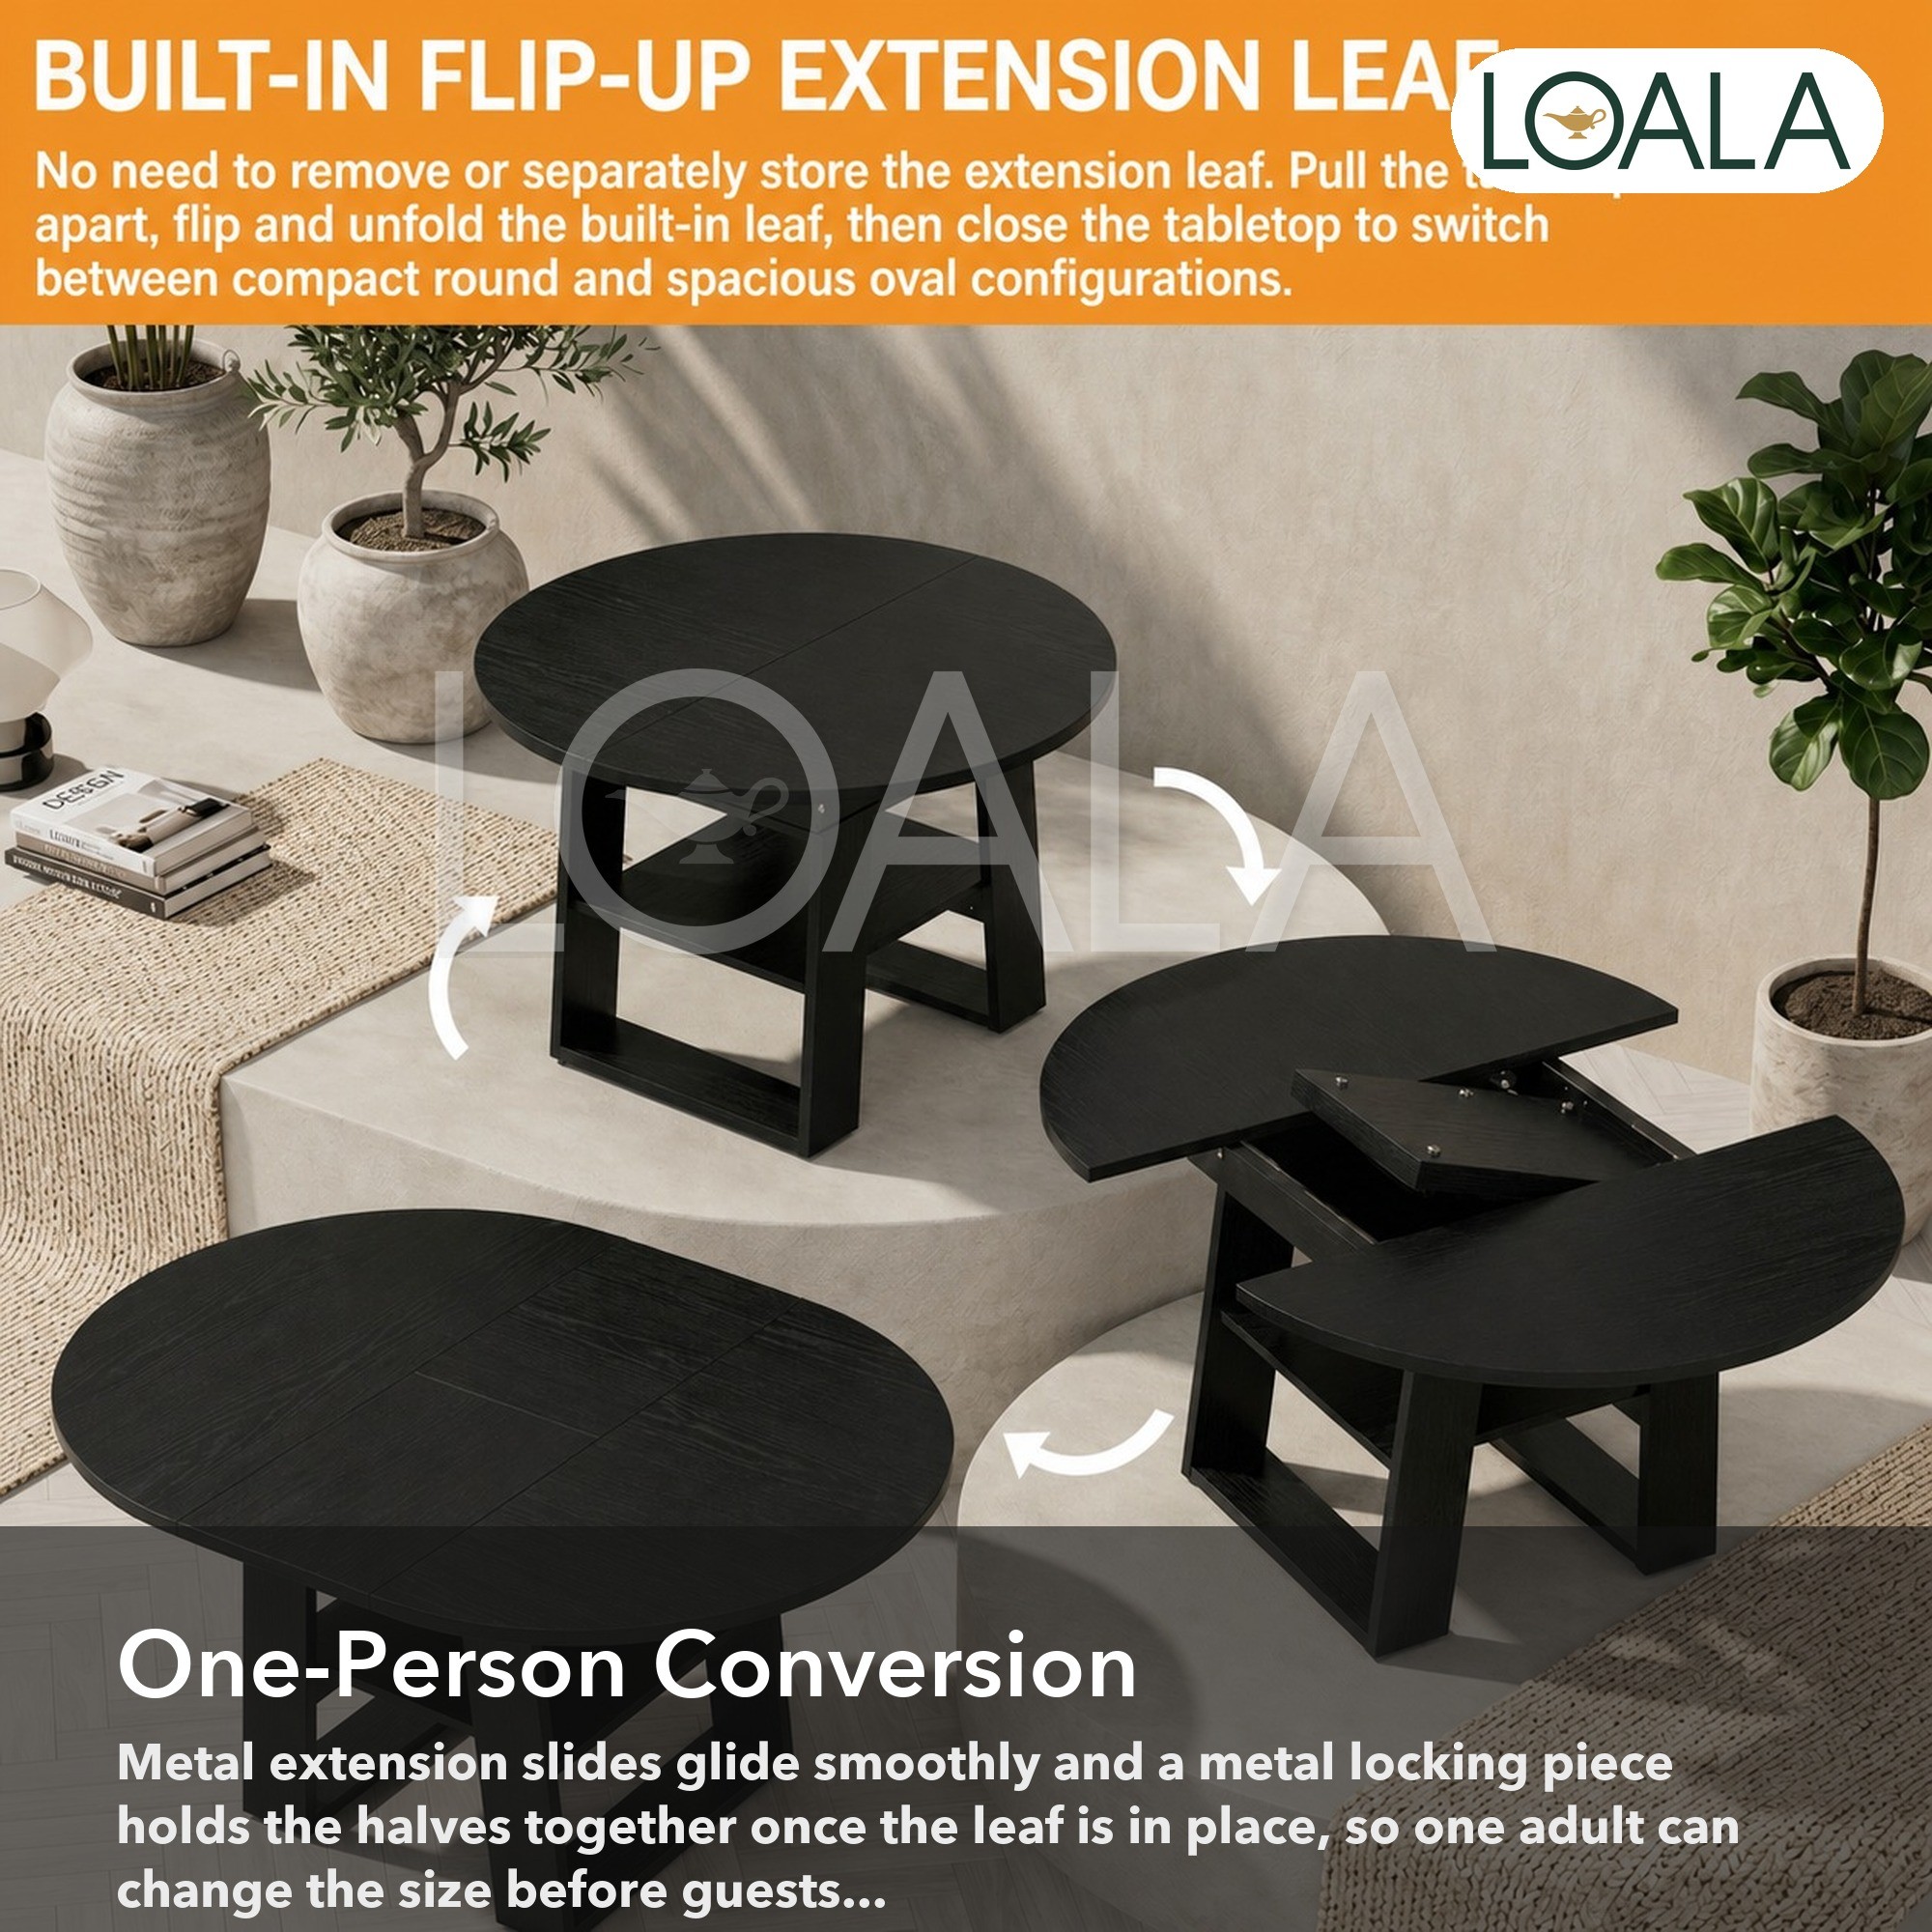 BUILT-IN FLIP-UP EXTENSION LEAF
LOALA
No need to remove or separately store the extension leaf. Pull the
apart, flip and unfold the built-in leaf, then close the tabletop to switch
between compact round and spacious oval configurations.
LOALA
DESIGN
One-Person Conversion
Metal extension slides glide smoothly and a metal locking piece
holds the halves together once the leaf is in place, so one adult can
change the size before guests...